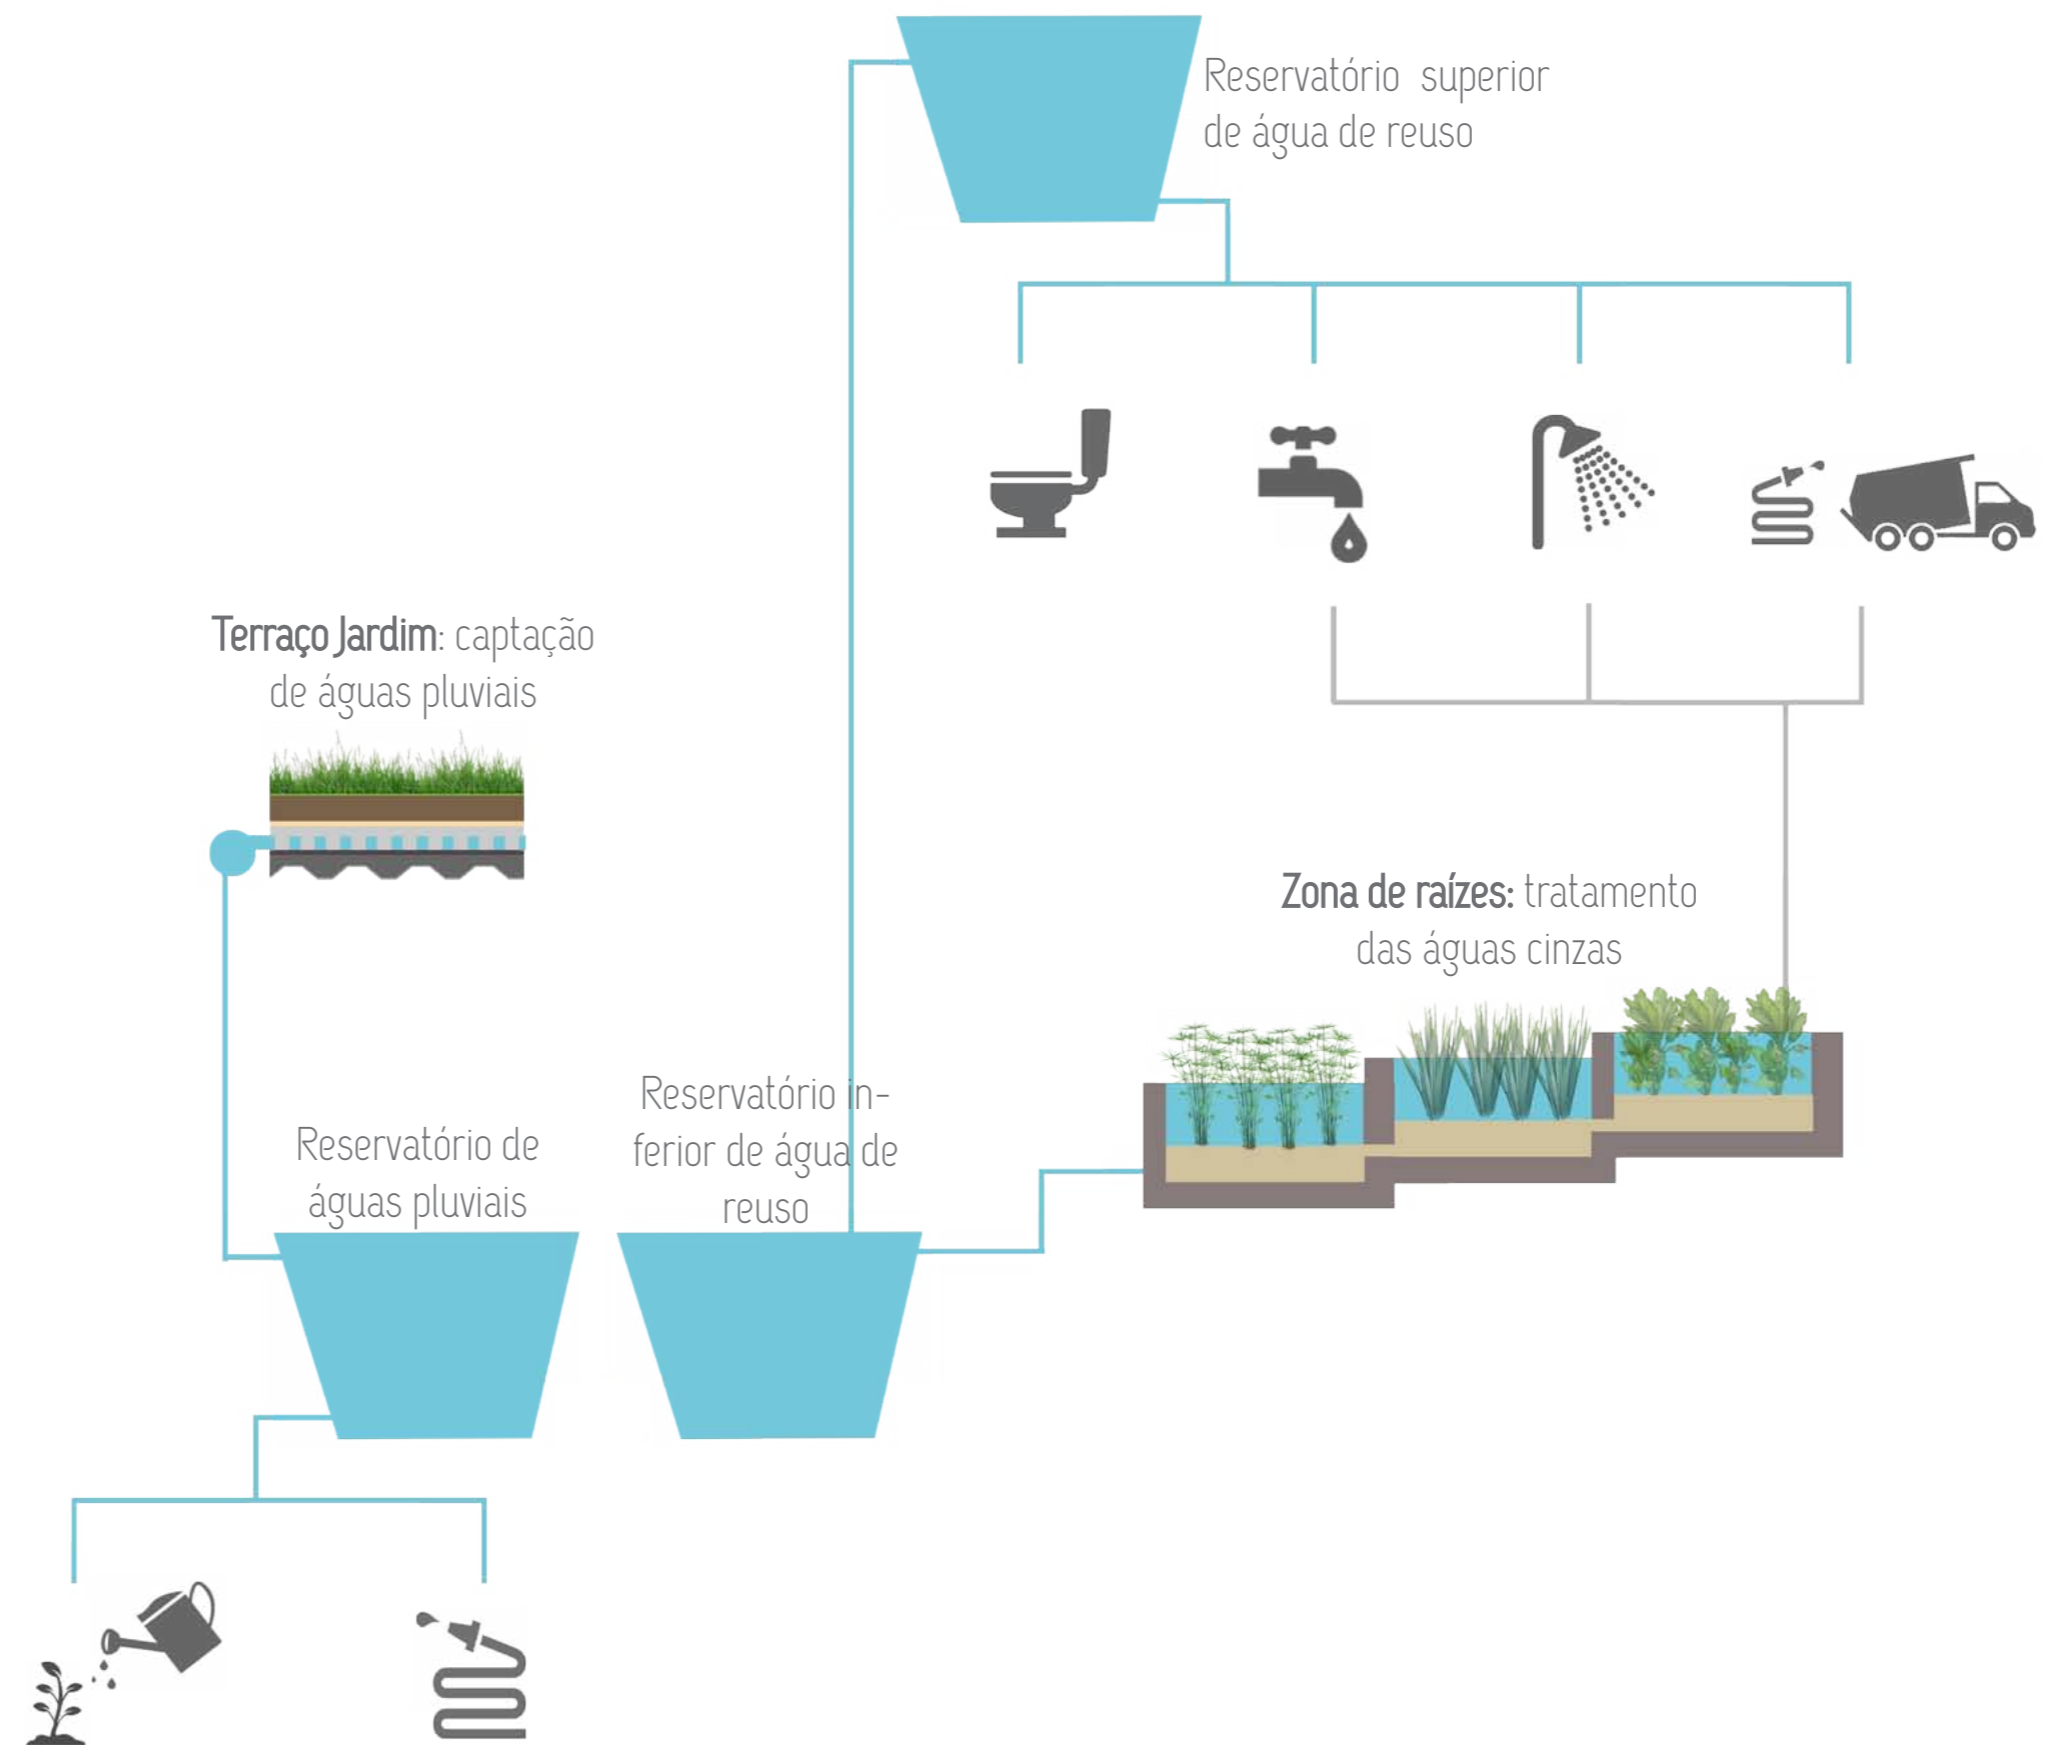 Reservatório superior
de água de reuso
Terraço Jardim: captação
de águas pluviais
Zona de raízes: tratamento
das águas cinzas
Reservatório in-
ferior de água de
reuso
Reservatório de
águas pluviais